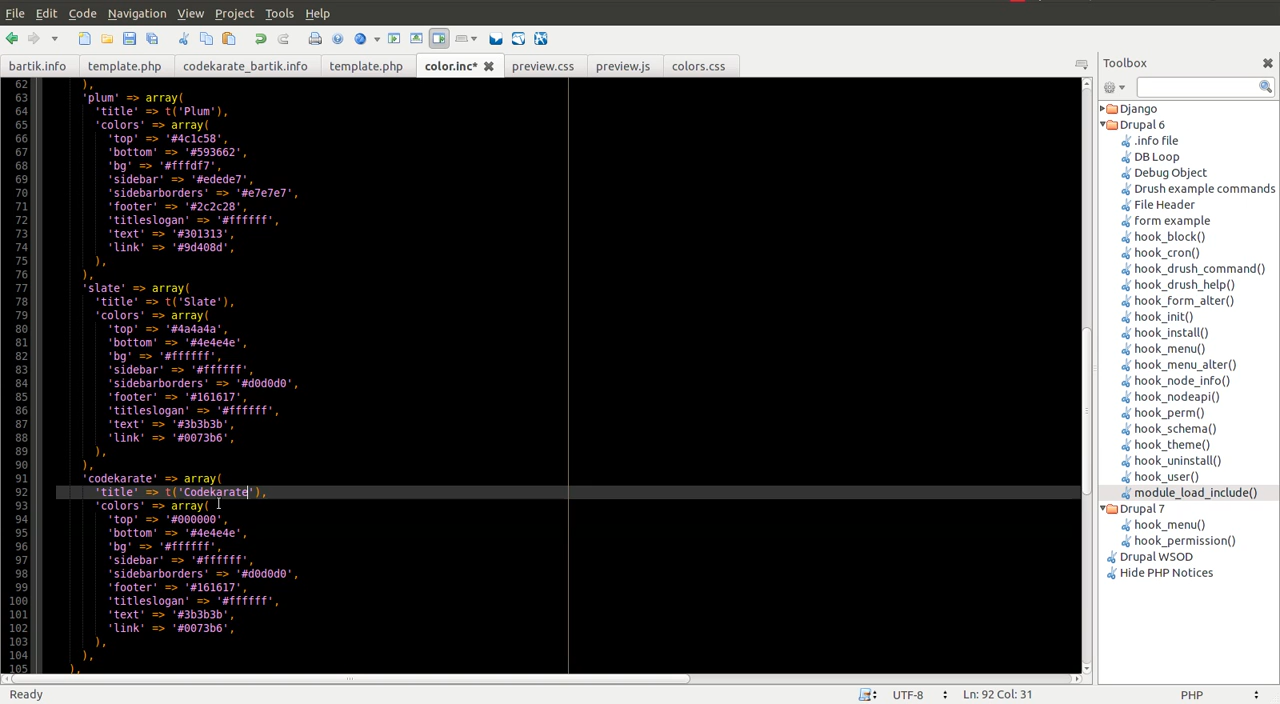 File Edit Code Navigation View Project Tools Help
bartik.info template.php codekarate_bartik.info template.php color.inc* preview.css preview.js colors.css
62 ),
63 'plum' => array(
64 'title' => t('Plum'),
65 'colors' => array(
66 'top' => '#4c1c58',
67 'bottom' => '#593662',
68 'bg' => '#fffdf7',
69 'sidebar' => '#edede7',
70 'sidebarborders' => '#e7e7e7',
71 'footer' => '#2c2c28',
72 'titleslogan' => '#ffffff',
73 'text' => '#301313',
74 'link' => '#9d408d',
75 ),
76 ),
77 'slate' => array(
78 'title' => t('Slate'),
79 'colors' => array(
80 'top' => '#4a4a4a',
81 'bottom' => '#4e4e4e',
82 'bg' => '#ffffff',
83 'sidebar' => '#ffffff',
84 'sidebarborders' => '#d0d0d0',
85 'footer' => '#161617',
86 'titleslogan' => '#ffffff',
87 'text' => '#3b3b3b',
88 'link' => '#0073b6',
89 ),
90 ),
91 'codekarate' => array(
92 'title' => t('Codekarate'),
93 'colors' => array(
94 'top' => '#000000',
95 'bottom' => '#4e4e4e',
96 'bg' => '#ffffff',
97 'sidebar' => '#ffffff',
98 'sidebarborders' => '#d0d0d0',
99 'footer' => '#161617',
100 'titleslogan' => '#ffffff',
101 'text' => '#3b3b3b',
102 'link' => '#0073b6',
103 ),
104 ),
105 ),
Toolbox
Django
Drupal 6
.info file
DB Loop
Debug Object
Drush example commands
File Header
form example
hook_block()
hook_cron()
hook_drush_command()
hook_drush_help()
hook_form_alter()
hook_init()
hook_install()
hook_menu()
hook_menu_alter()
hook_node_info()
hook_nodeapi()
hook_perm()
hook_schema()
hook_theme()
hook_uninstall()
hook_user()
module_load_include()
Drupal 7
hook_menu()
hook_permission()
Drupal WSOD
Hide PHP Notices
Ready UTF-8 Ln: 92 Col: 31 PHP